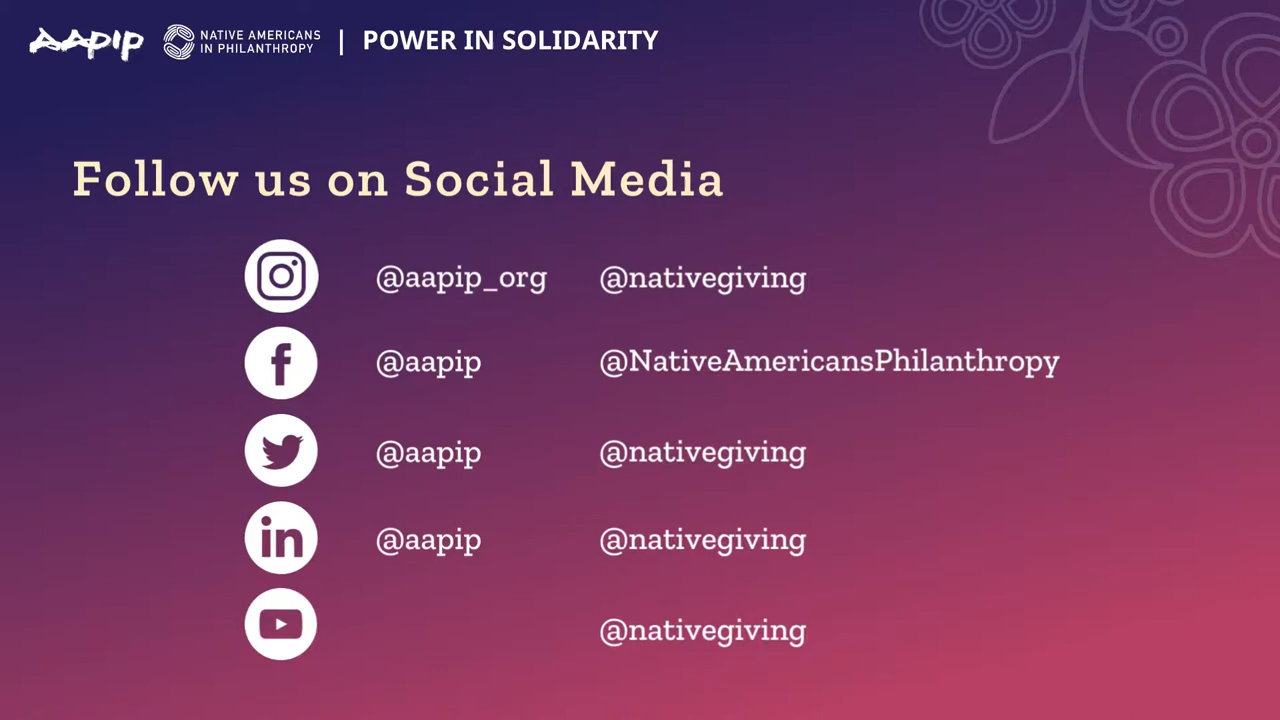 AAPIP NATIVE AMERICANS IN PHILANTHROPY | POWER IN SOLIDARITY
Follow us on Social Media
@aapip_org @nativegiving
f @aapip @NativeAmericansPhilanthropy
@aapip @nativegiving
in @aapip @nativegiving
@nativegiving